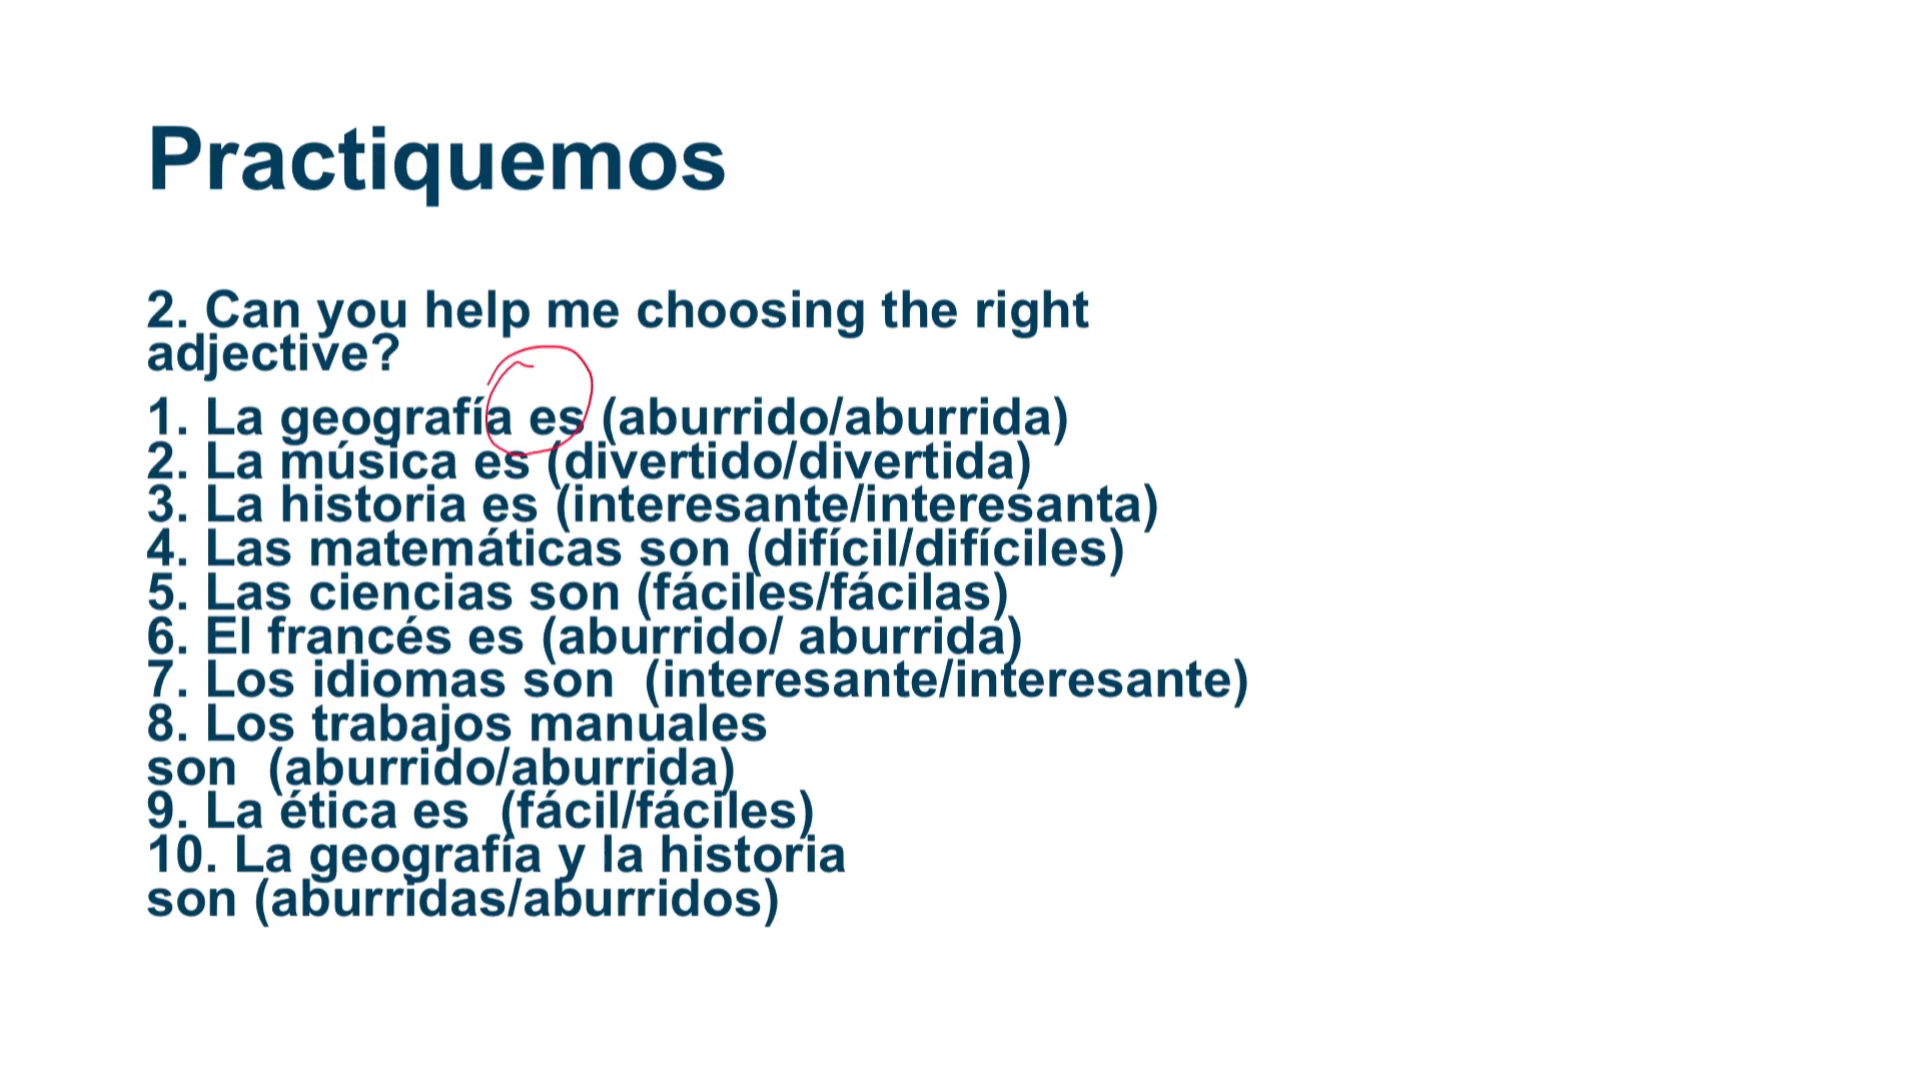 Practiquemos
2. Can you help me choosing the right
adjective?
1. La geografía es (aburrido/aburrida)
2. La música es (divertido/divertida)
3. La historia es (interesante/interesanta)
4. Las matemáticas son (difícil/difíciles)
5. Las ciencias son (fáciles/fácilas)
6. El francés es (aburrido/ aburrida)
7. Los idiomas son  (interesante/interesante)
8. Los trabajos manuales
son  (aburrido/aburrida)
9. La ética es  (fácil/fáciles)
10. La geografía y la historia
son (aburridas/aburridos)